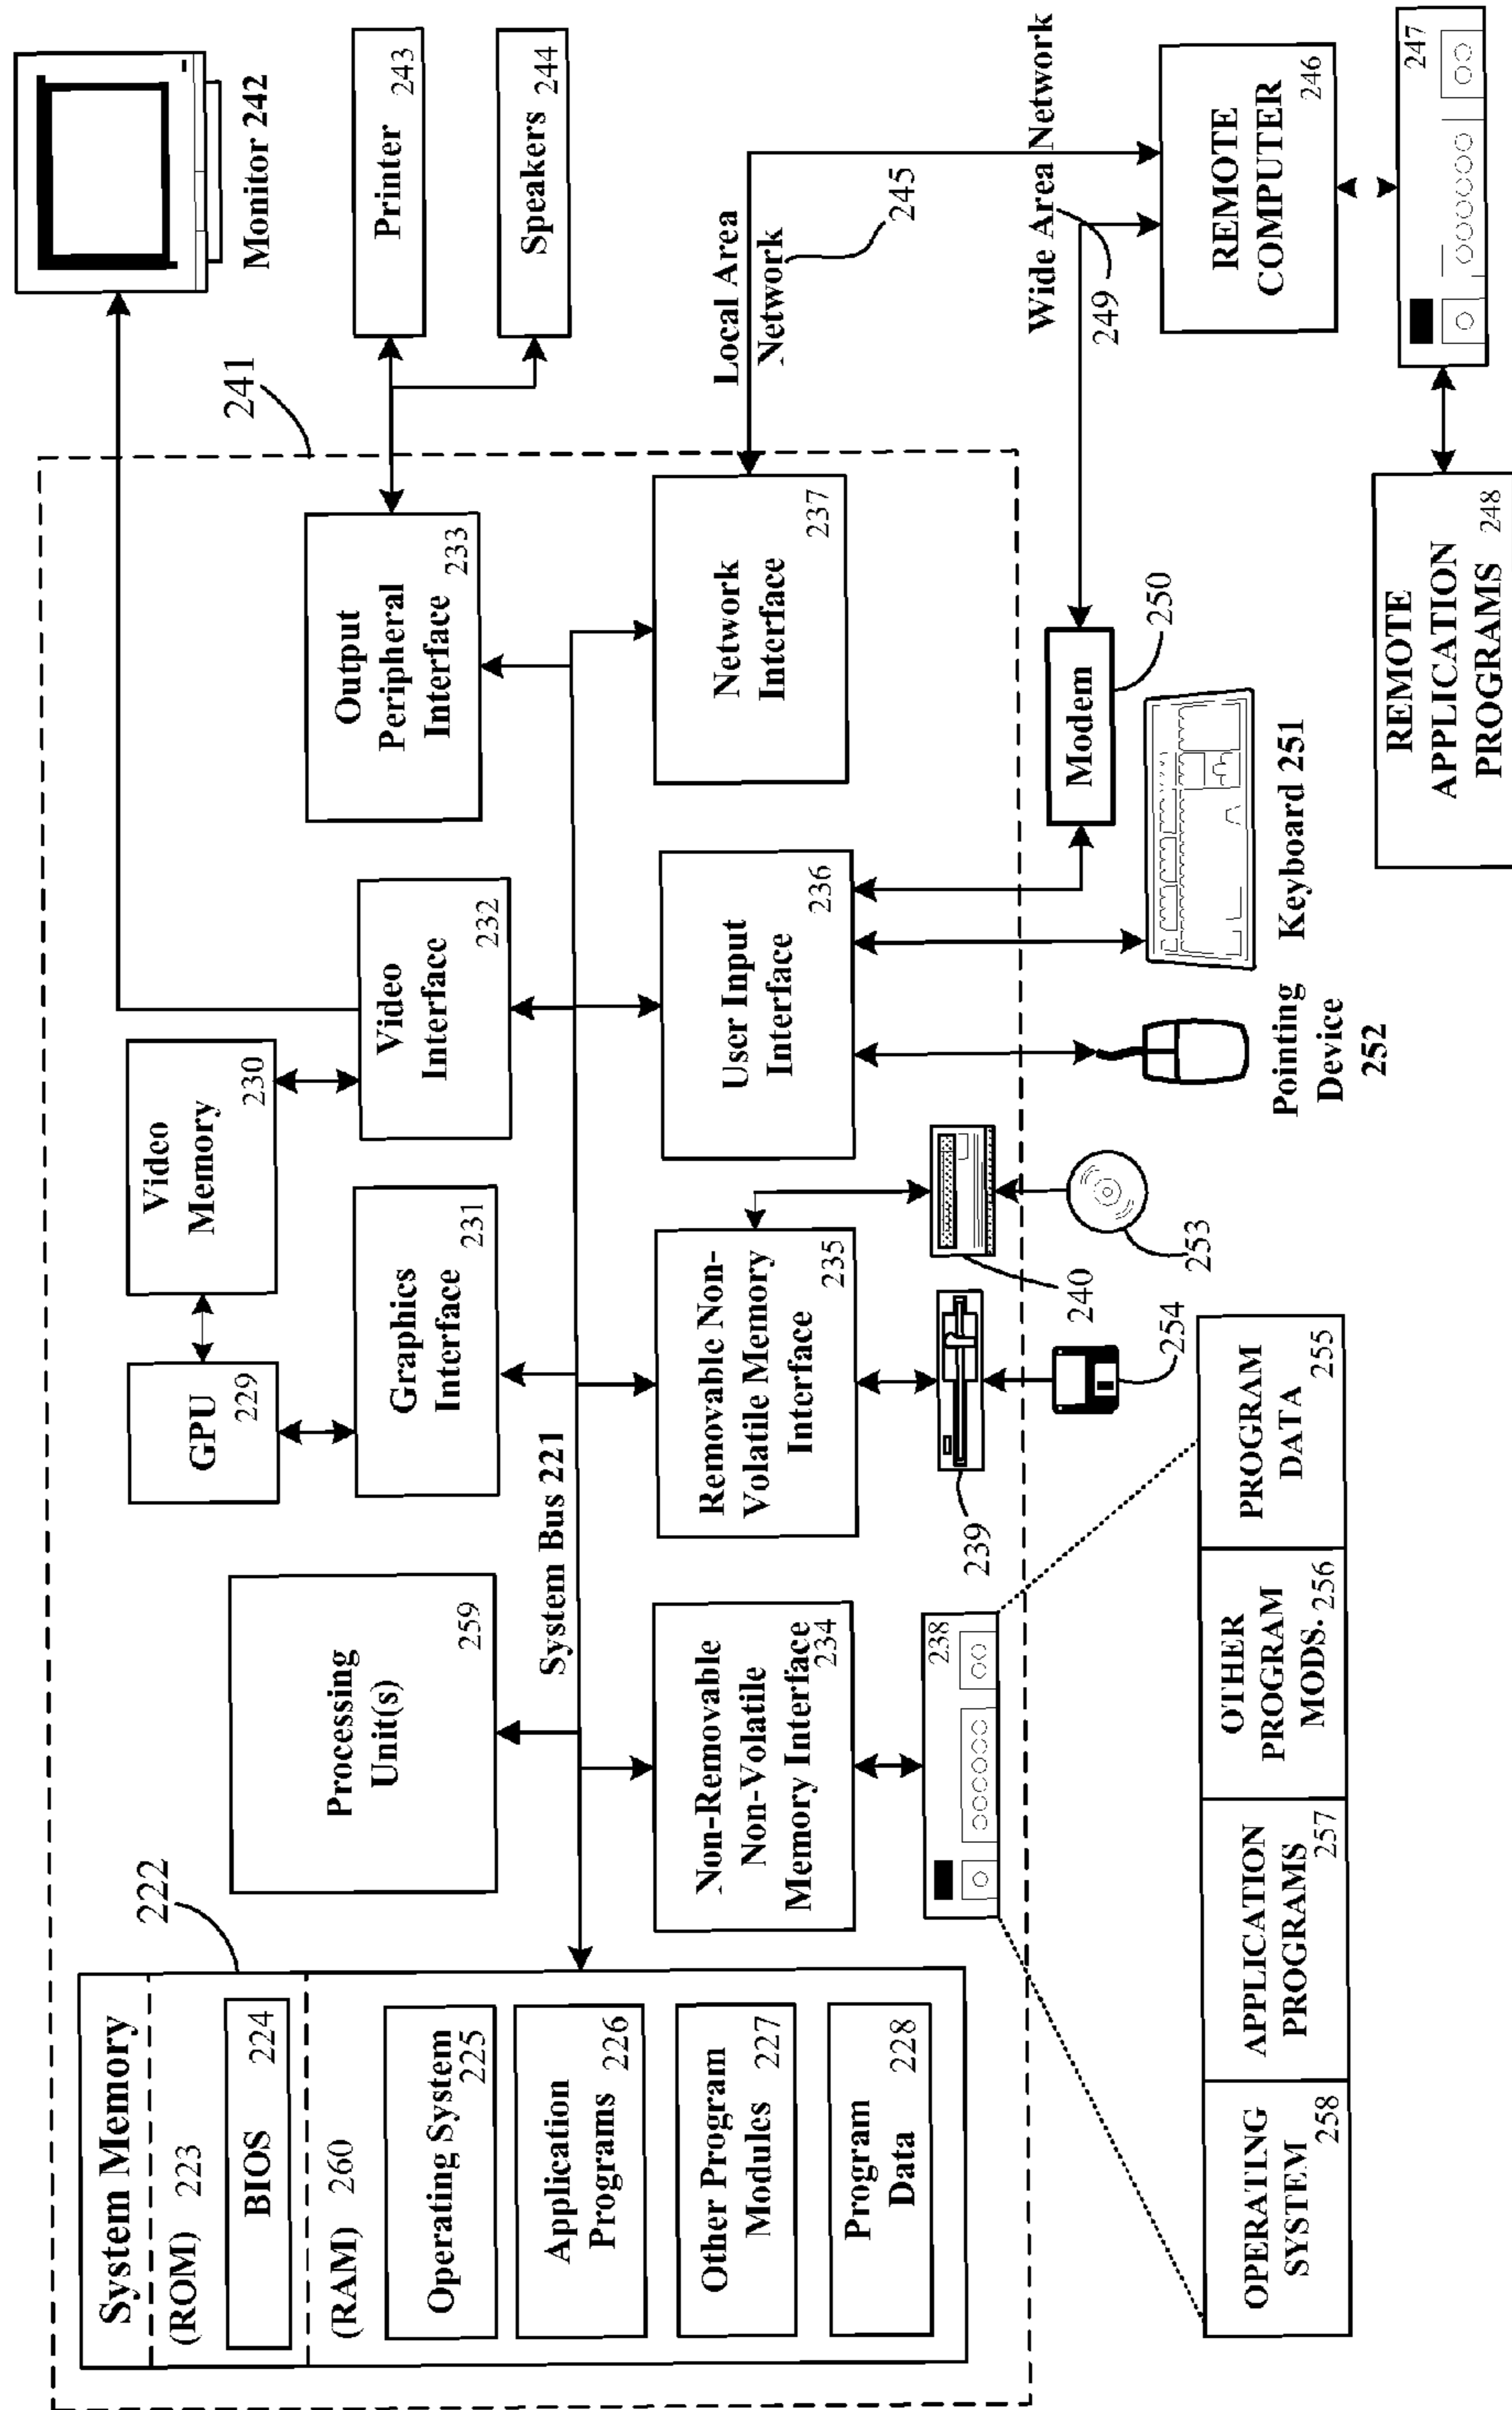 System Memory
222
(ROM) 223
BIOS 224
(RAM) 260
Operating System
225
Application
Programs 226
Other Program
Modules 227
Program
Data 228
Processing
Unit(s)
259
System Bus 221
GPU
229
Video
Memory
230
Graphics
Interface
231
Video
Interface
232
Output
Peripheral
Interface
233
241
Monitor 242
Printer 243
Speakers 244
Non-Removable
Non-Volatile
Memory Interface
234
Removable Non-
Volatile Memory
Interface
235
User Input
Interface
236
Network
Interface
237
Local Area
Network
245
Wide Area Network
249
238
239
240
254
253
Pointing
Device
252
Keyboard 251
Modem
250
REMOTE
COMPUTER
246
247
REMOTE
APPLICATION
PROGRAMS 248
OPERATING
SYSTEM
258
APPLICATION
PROGRAMS
257
OTHER
PROGRAM
MODS. 256
PROGRAM
DATA
255